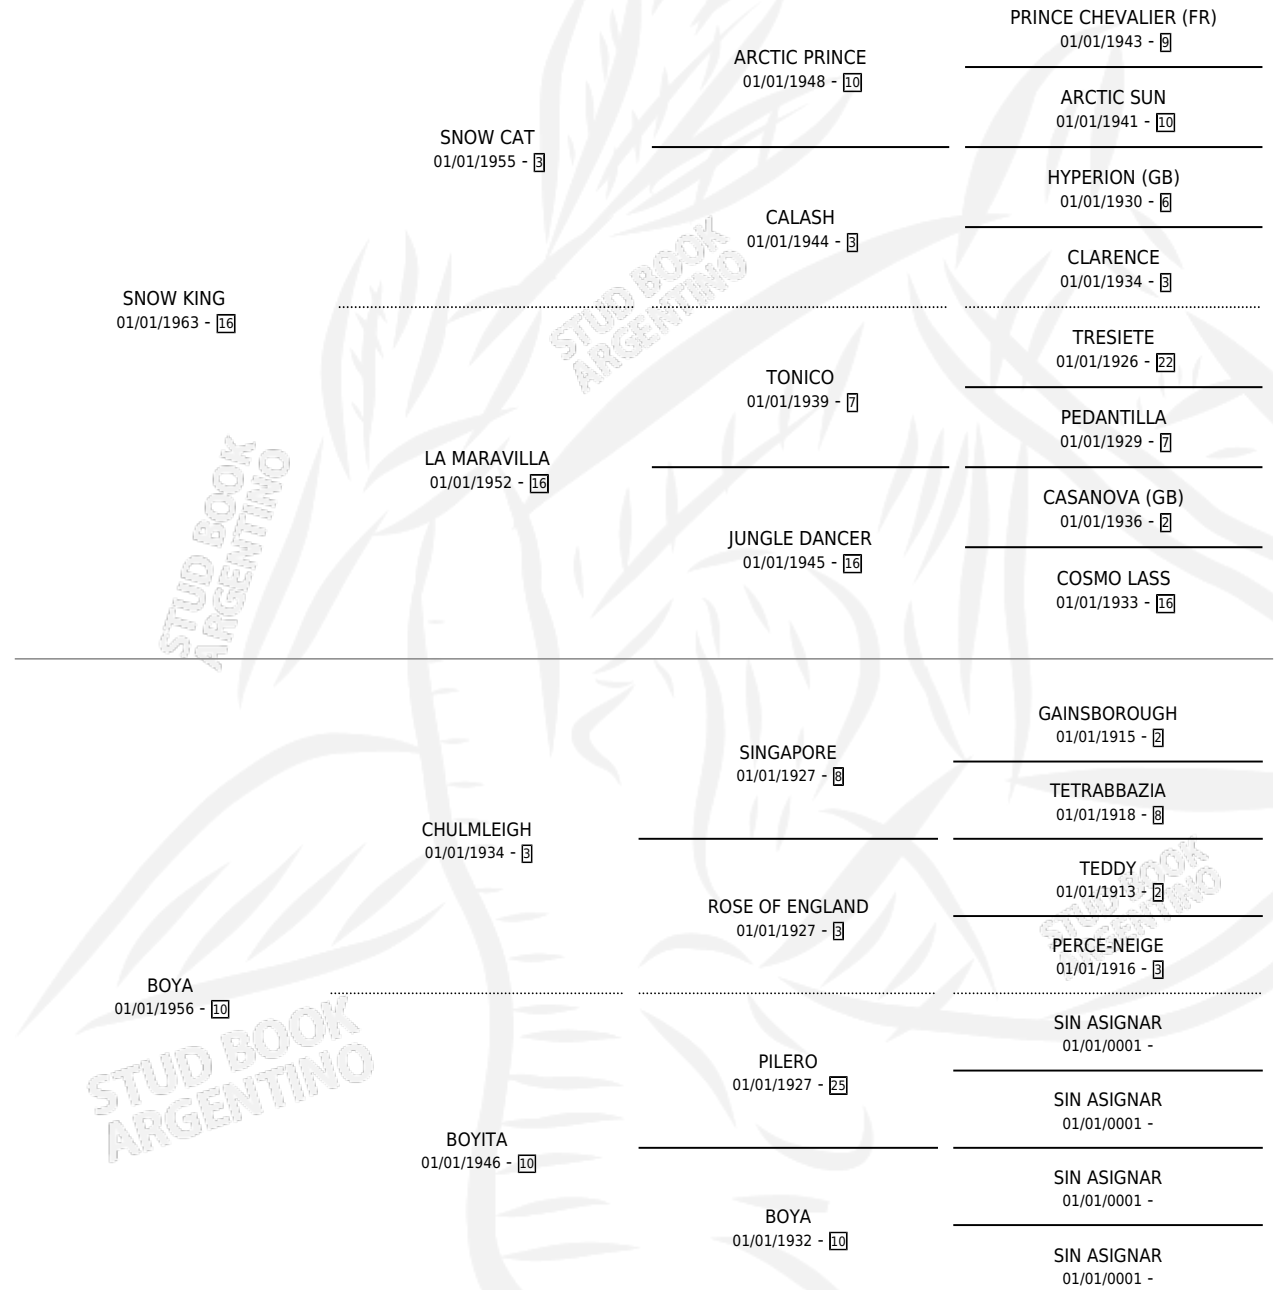 PRINCE CHEVALIER (FR)
01/01/1943 - 9
ARCTIC PRINCE
01/01/1948 - 10
ARCTIC SUN
01/01/1941 - 10
SNOW CAT
01/01/1955 - 3
HYPERION (GB)
01/01/1930 - 6
CALASH
01/01/1944 - 3
CLARENCE
01/01/1934 - 3
SNOW KING
01/01/1963 - 16
TRESIETE
01/01/1926 - 22
TONICO
01/01/1939 - 7
PEDANTILLA
01/01/1929 - 7
LA MARAVILLA
01/01/1952 - 16
CASANOVA (GB)
01/01/1936 - 2
JUNGLE DANCER
01/01/1945 - 16
COSMO LASS
01/01/1933 - 16
STUD BOOK
ARGENTINO
STUD BOOK
ARGENTINO
GAINSBOROUGH
01/01/1915 - 2
SINGAPORE
01/01/1927 - 8
TETRABBAZIA
01/01/1918 - 8
CHULMLEIGH
01/01/1934 - 3
TEDDY
01/01/1913 - 2
ROSE OF ENGLAND
01/01/1927 - 3
PERCE-NEIGE
01/01/1916 - 3
BOYA
01/01/1956 - 10
SIN ASIGNAR
01/01/0001 -
PILERO
01/01/1927 - 25
SIN ASIGNAR
01/01/0001 -
BOYITA
01/01/1946 - 10
SIN ASIGNAR
01/01/0001 -
BOYA
01/01/1932 - 10
SIN ASIGNAR
01/01/0001 -
STUD BOOK
ARGENTINO
STUD BOOK
ARGENTINO